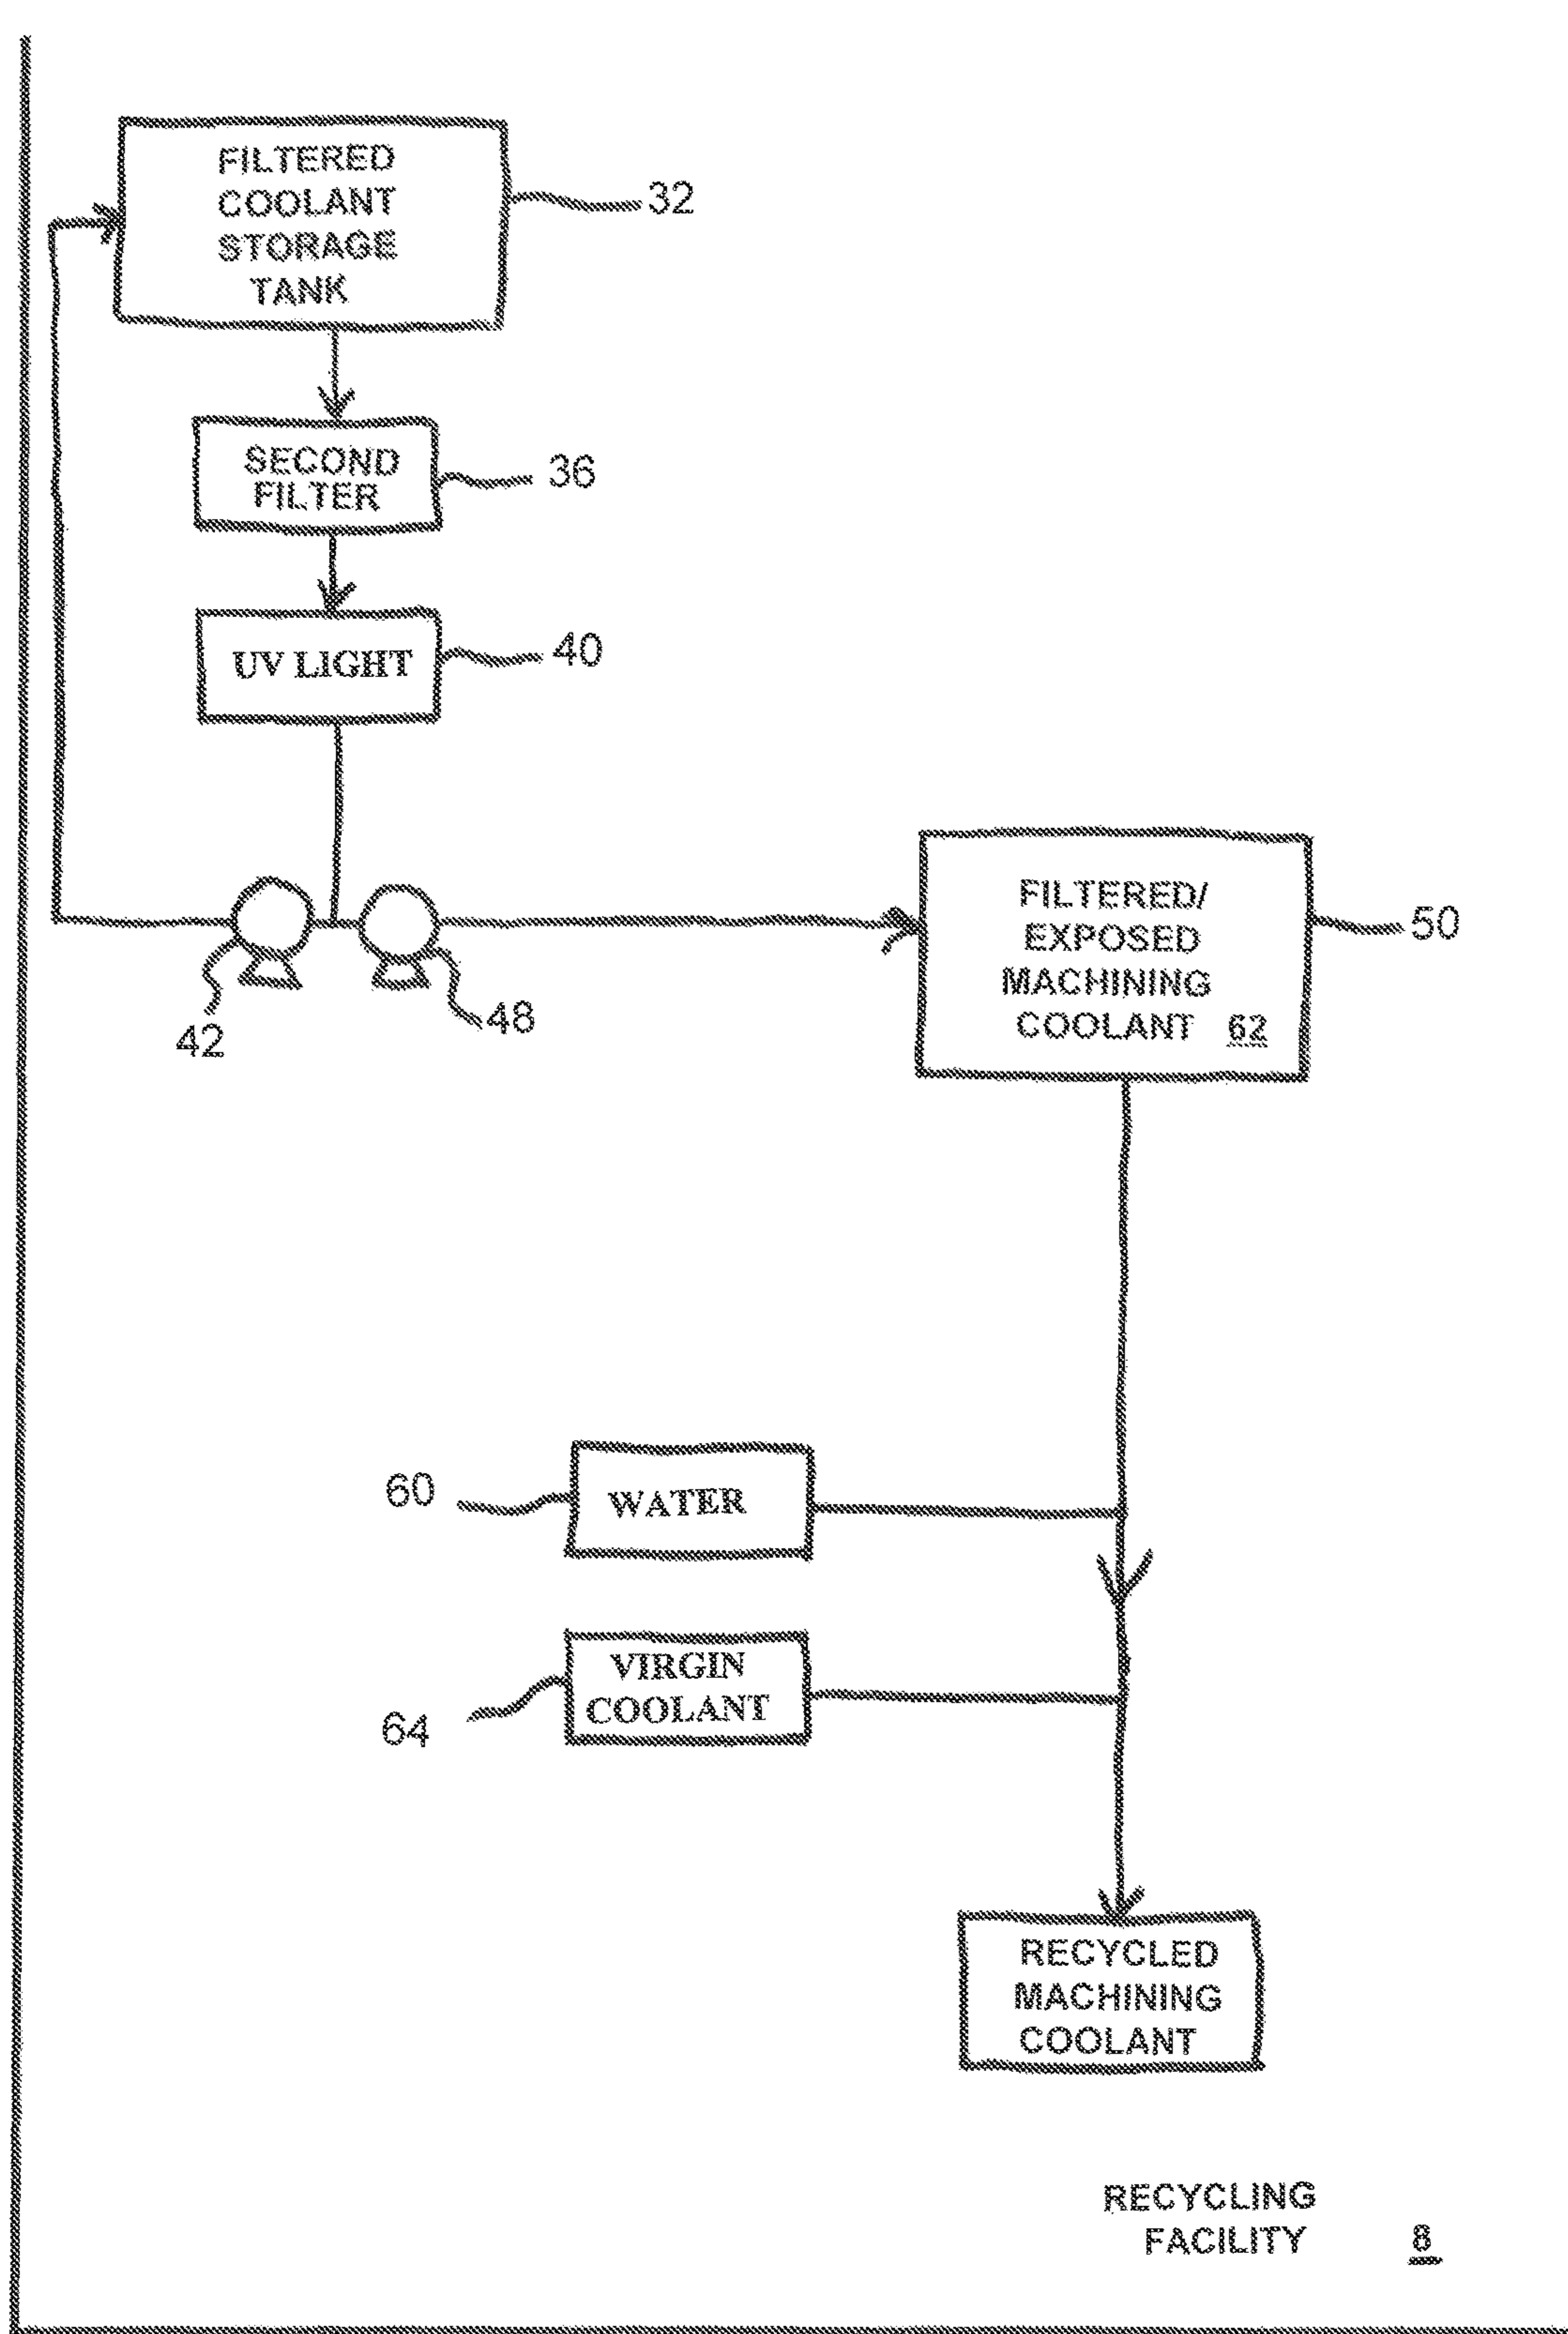 FILTERED
COOLANT
STORAGE
TANK
32
SECOND
FILTER
36
UV LIGHT
40
42
48
FILTERED/
EXPOSED
MACHINING
COOLANT 62
50
60
WATER
64
VIRGIN
COOLANT
RECYCLED
MACHINING
COOLANT
RECYCLING
FACILITY 8